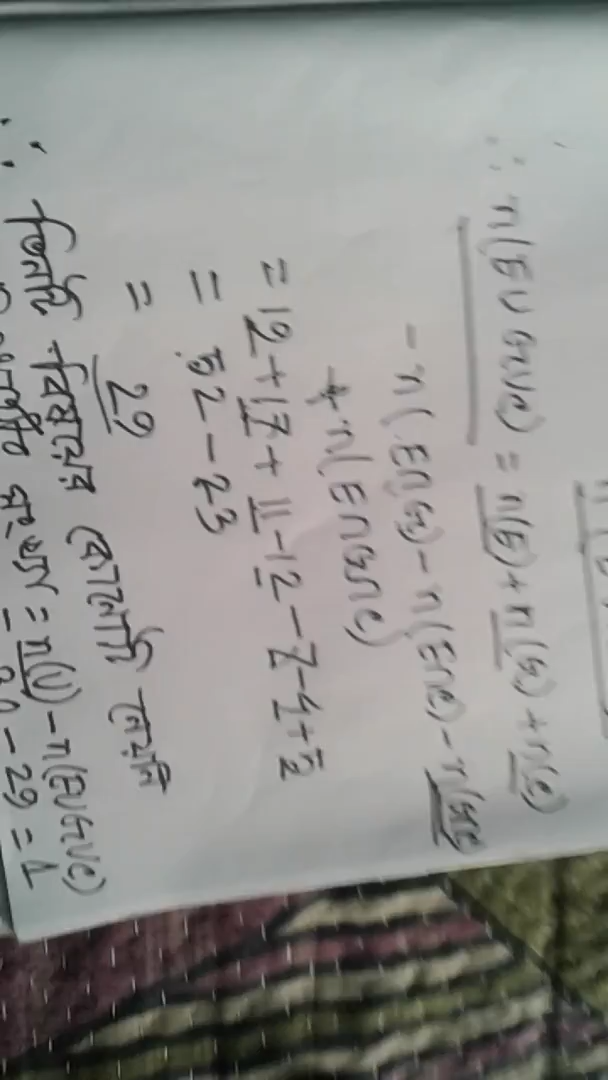 ∴ n(E∪G∪e) = n(E)+n(G)+n(e)
- n(E∩G) - n(E∩e) - n(G∩e)
+ n(E∩G∩e)
= 12+17+11-12-7-4+2
= 52-23
= 29
∴ তিনটি বিষয়ের কোনোটি নেয়নি
সংখ্যা = n(U) - n(E∪G∪e)
- 29 = 1